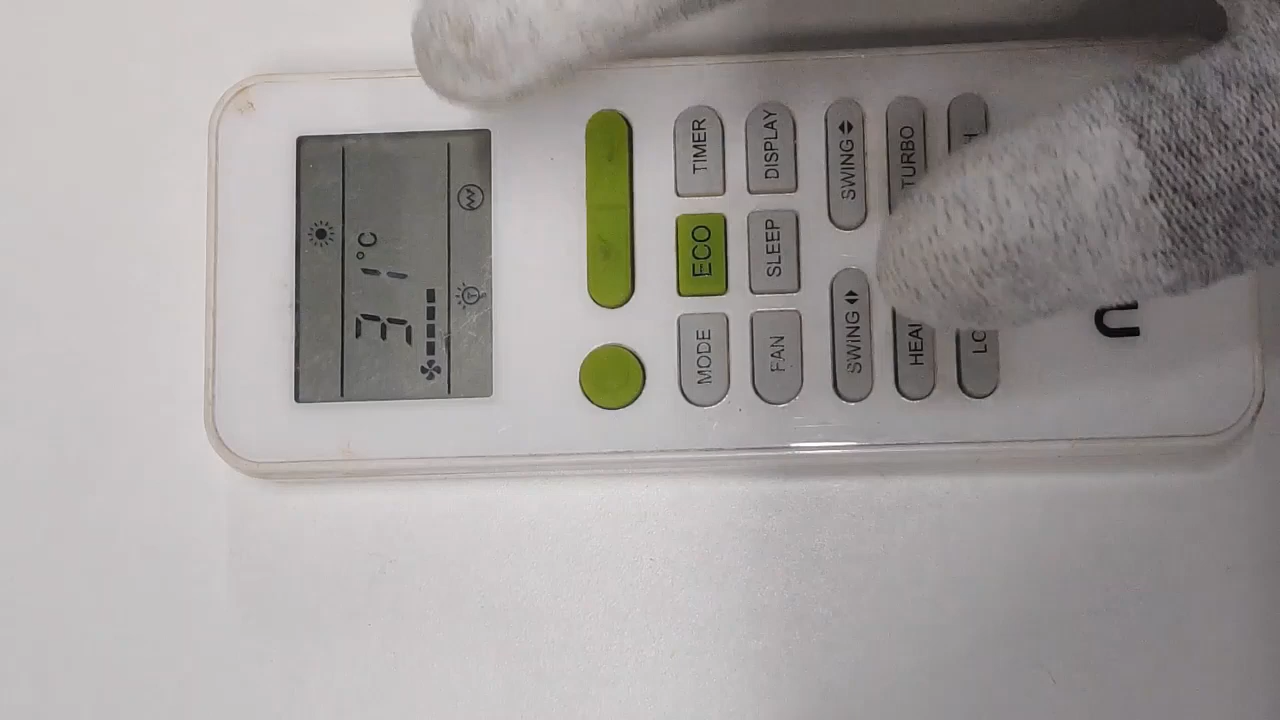 31°C
MODE ECO TIMER
FAN SLEEP DISPLAY
SWING SWING
TURBO